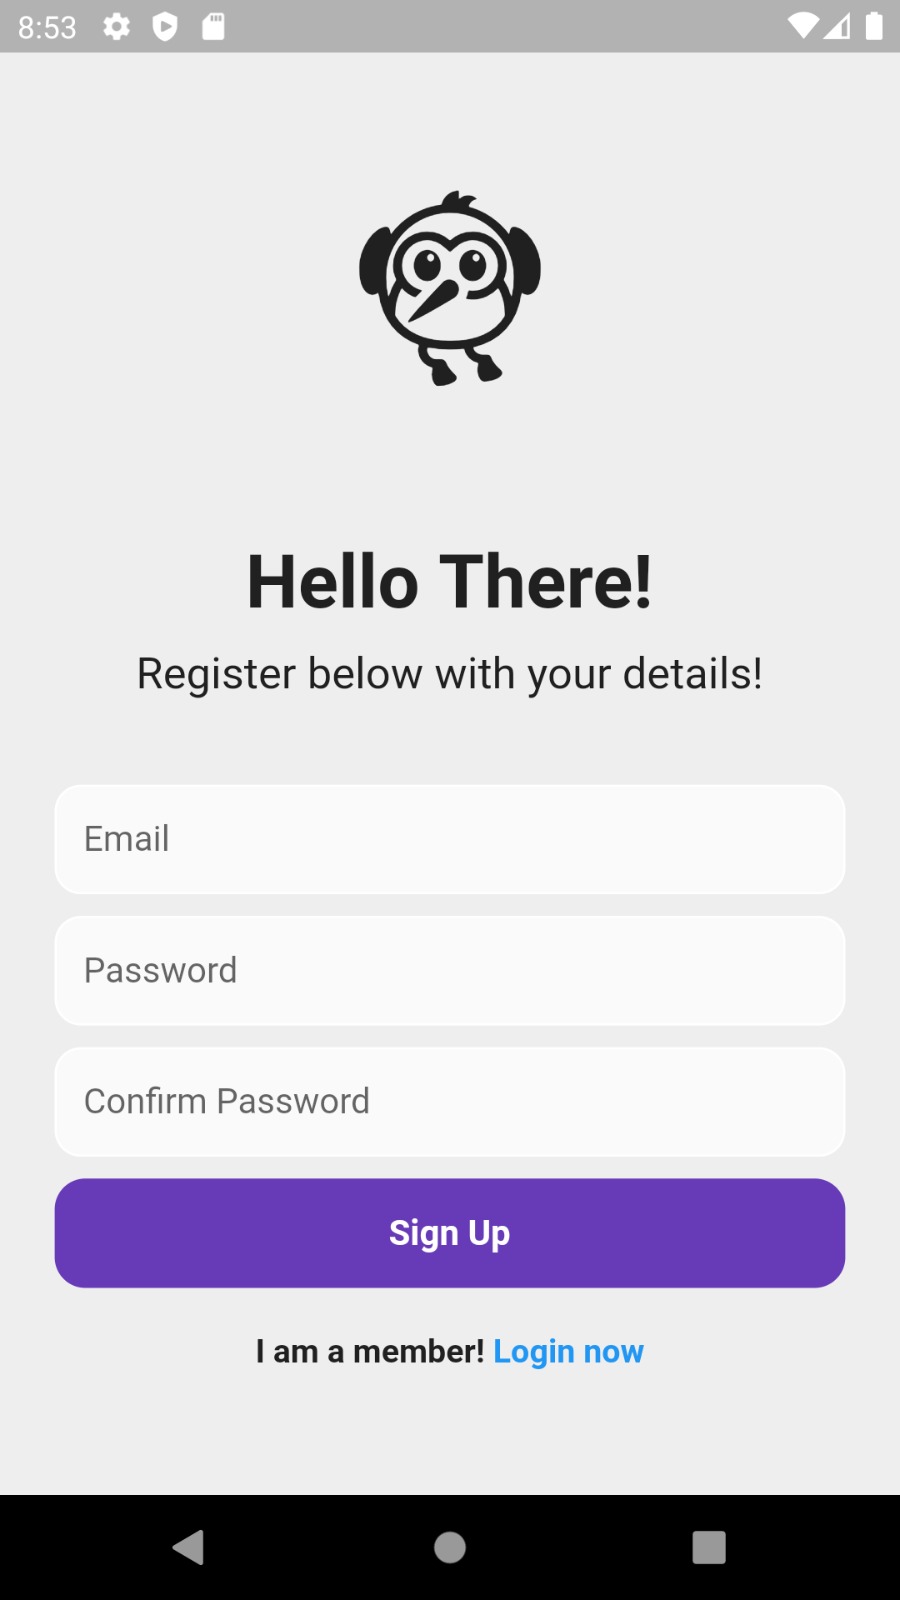 8:53
Hello There!
Register below with your details!
Email
Password
Confirm Password
Sign Up
I am a member! Login now